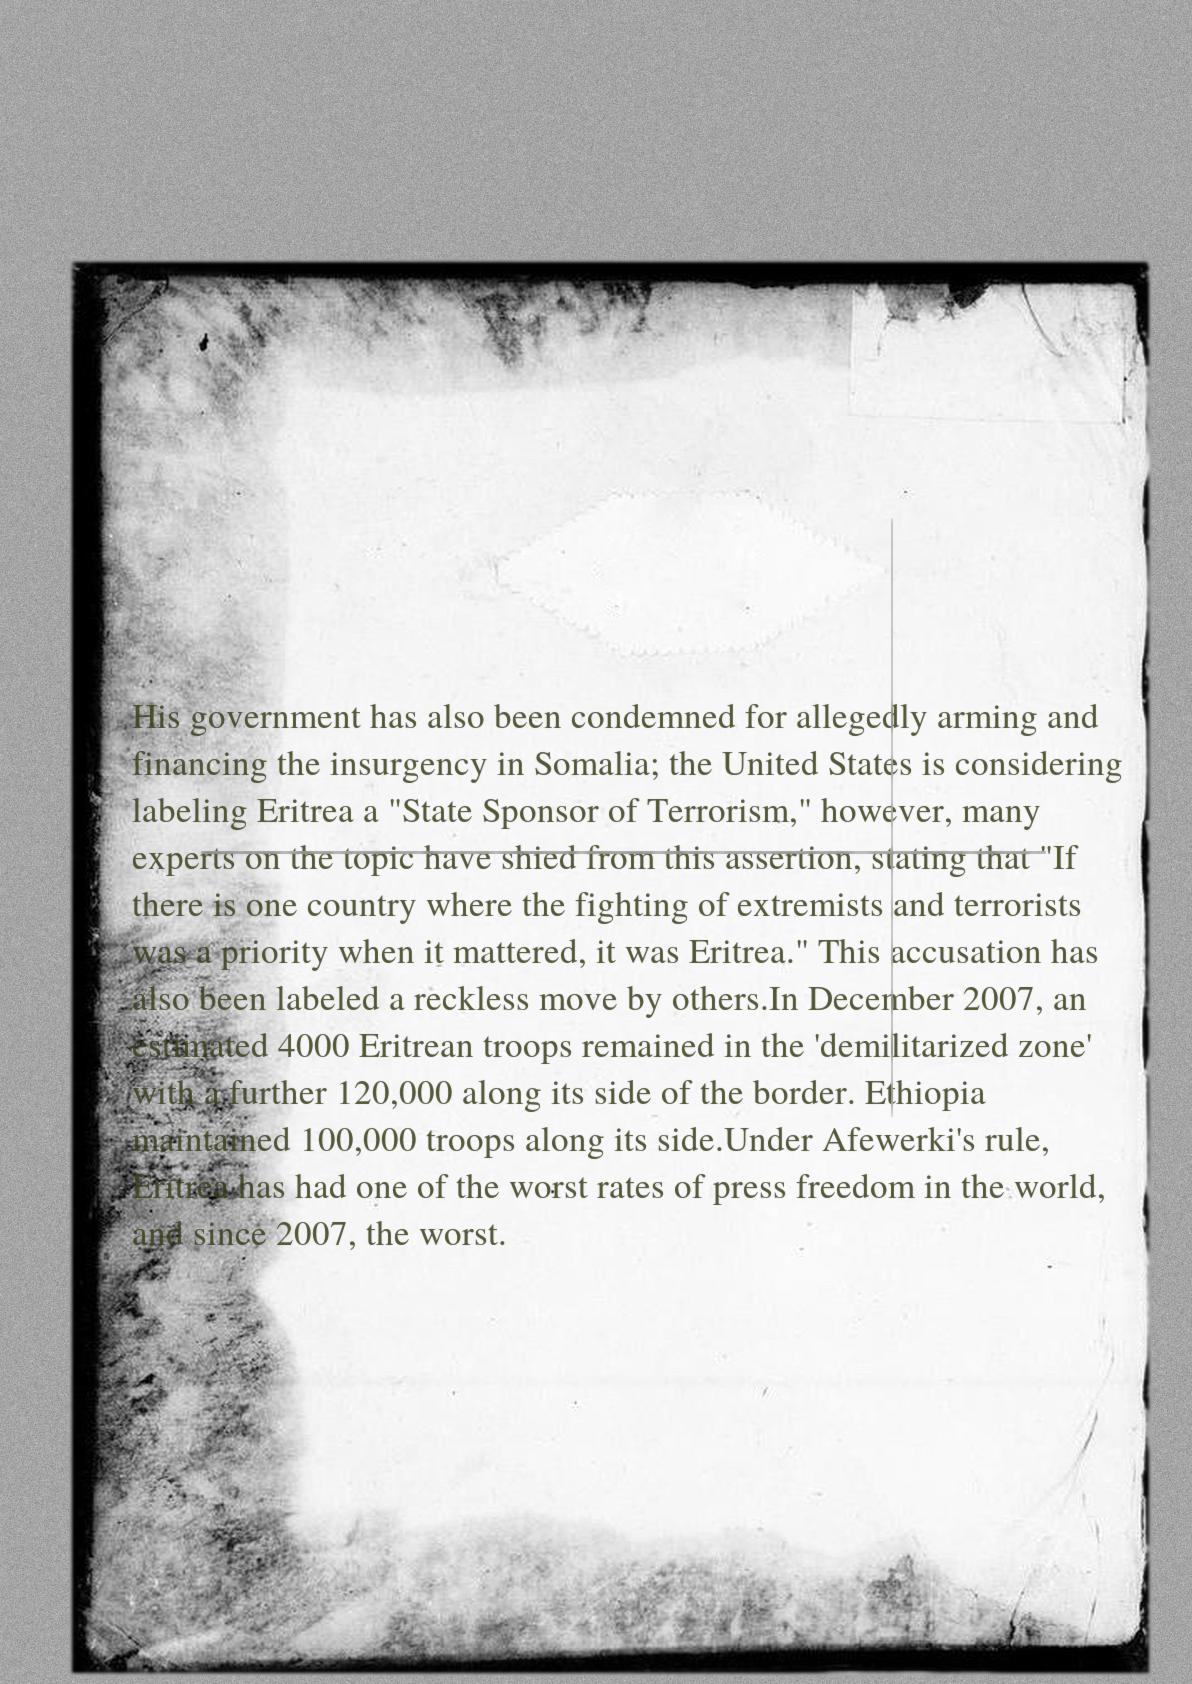 His government has also been condemned for allegedly arming and
financing the insurgency in Somalia; the United States is considering
labeling Eritrea a "State Sponsor of Terrorism," however, many
experts on the topic have shied from this assertion, stating that "If
there is one country where the fighting of extremists and terrorists
was a priority when it mattered, it was Eritrea." This accusation has
also been labeled a reckless move by others.In December 2007, an
estimated 4000 Eritrean troops remained in the 'demilitarized zone'
with a further 120,000 along its side of the border. Ethiopia
maintained 100,000 troops along its side.Under Afewerki's rule,
Eritrea has had one of the worst rates of press freedom in the world,
and since 2007, the worst.